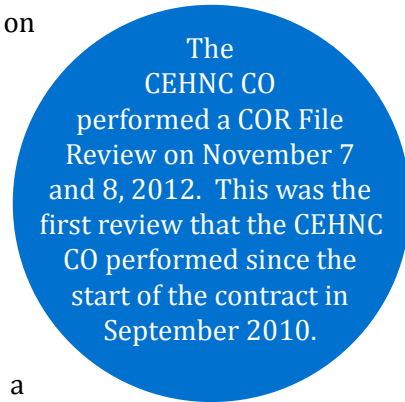 on
The
CEHNC CO
performed a COR File
Review on November 7
and 8, 2012.  This was the
first review that the CEHNC
CO performed since the
start of the contract in
September 2010.
a